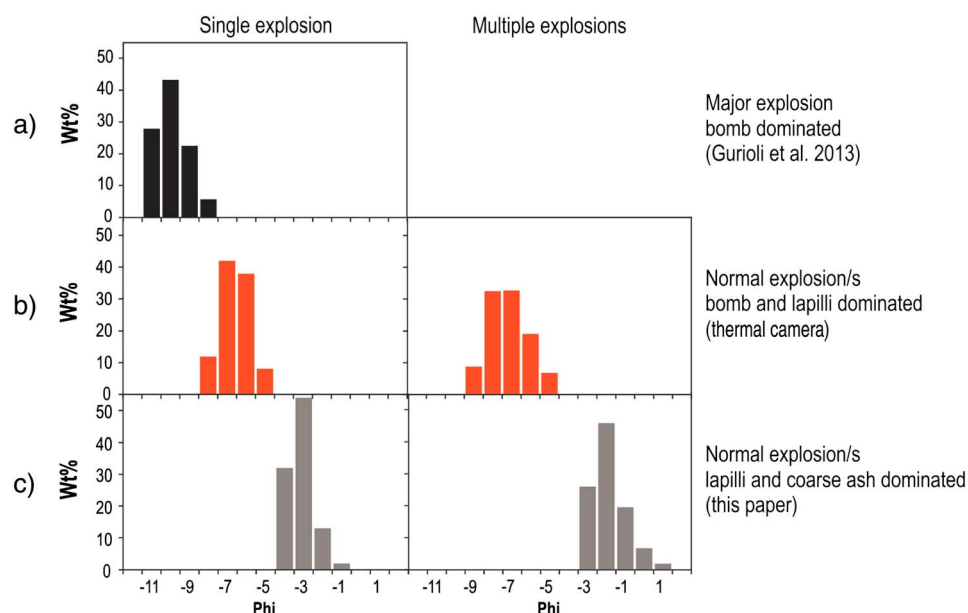 Single explosion
Multiple explosions
a)
Wt%
50
40
30
20
10
0
Major explosion
bomb dominated
(Gurioli et al. 2013)
b)
Wt%
50
40
30
20
10
0
Normal explosion/s
bomb and lapilli dominated
(thermal camera)
c)
Wt%
50
40
30
20
10
0
Normal explosion/s
lapilli and coarse ash dominated
(this paper)
-11 -9 -7 -5 -3 -1 1
-11 -9 -7 -5 -3 -1 1
Phi
Phi